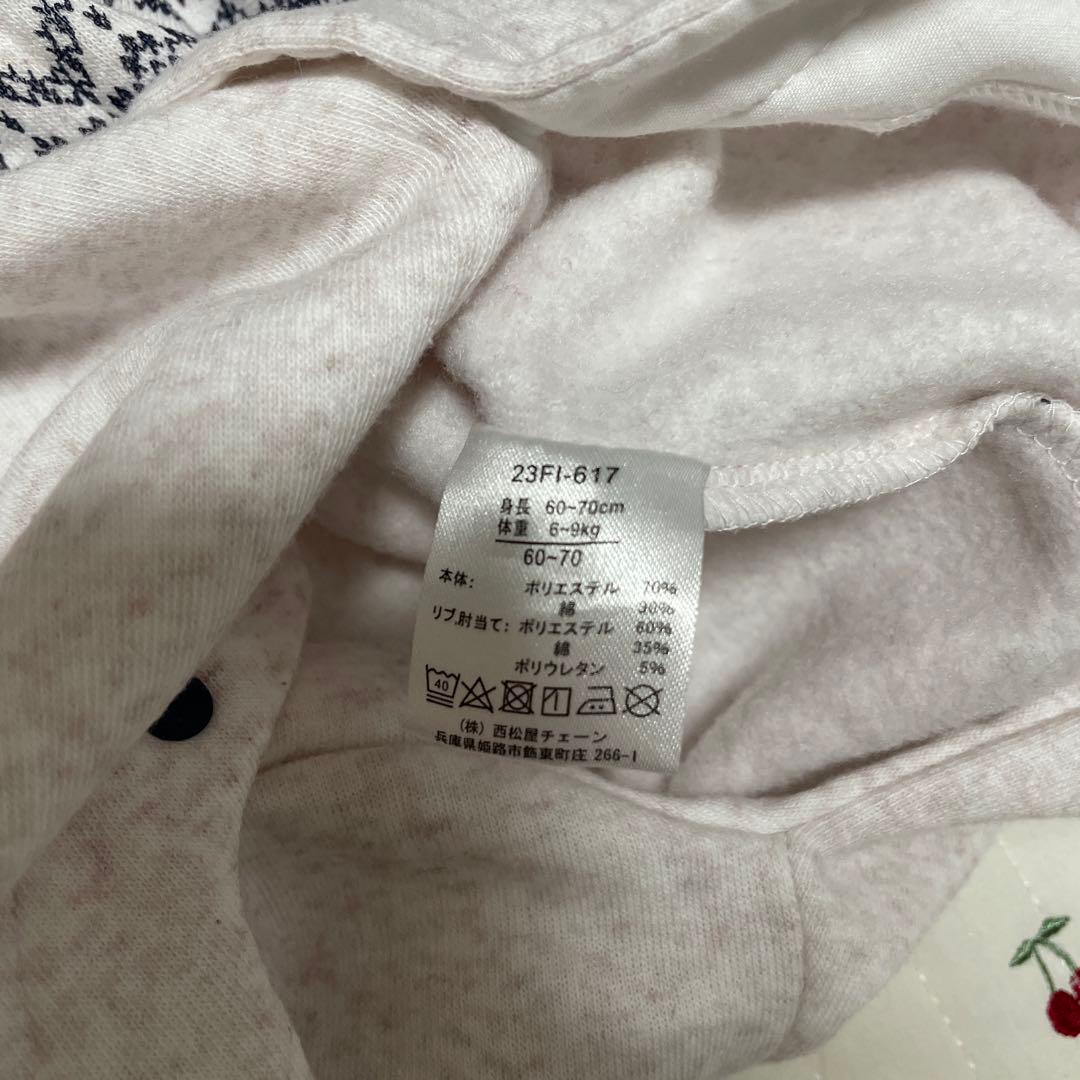 23FI-617
身長 60~70cm
体重 6~9kg
60~70
本体: ポリエステル 70%
綿 30%
リブ,肘当て: ポリエステル 60%
綿 35%
ポリウレタン 5%
40
(株) 西松屋チェーン
兵庫県姫路市飾東町庄 266-1